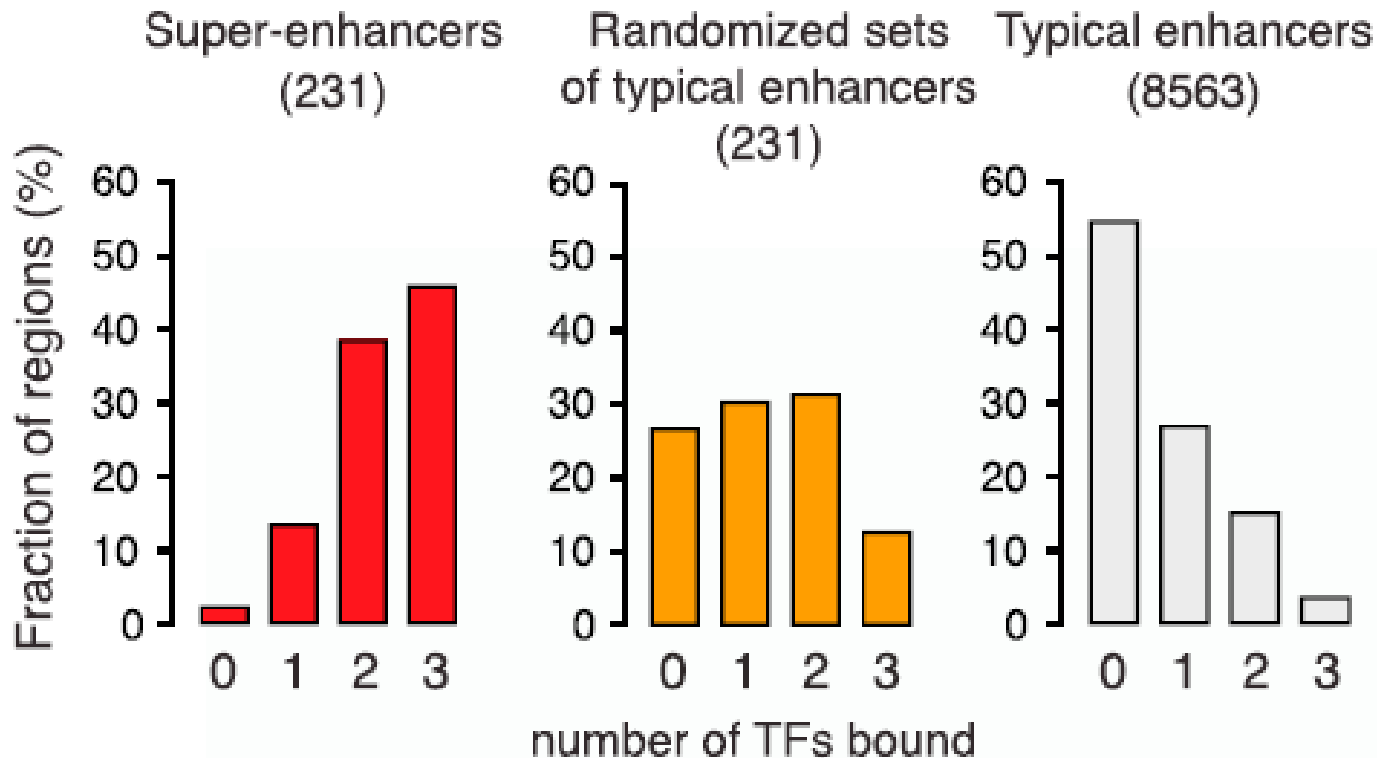 Super-enhancers
(231)
Randomized sets
of typical enhancers
(231)
Typical enhancers
(8563)
Fraction of regions (%)
60
50
40
30
20
10
0
0 1 2 3
60
50
40
30
20
10
0
0 1 2 3
60
50
40
30
20
10
0
0 1 2 3
number of TFs bound